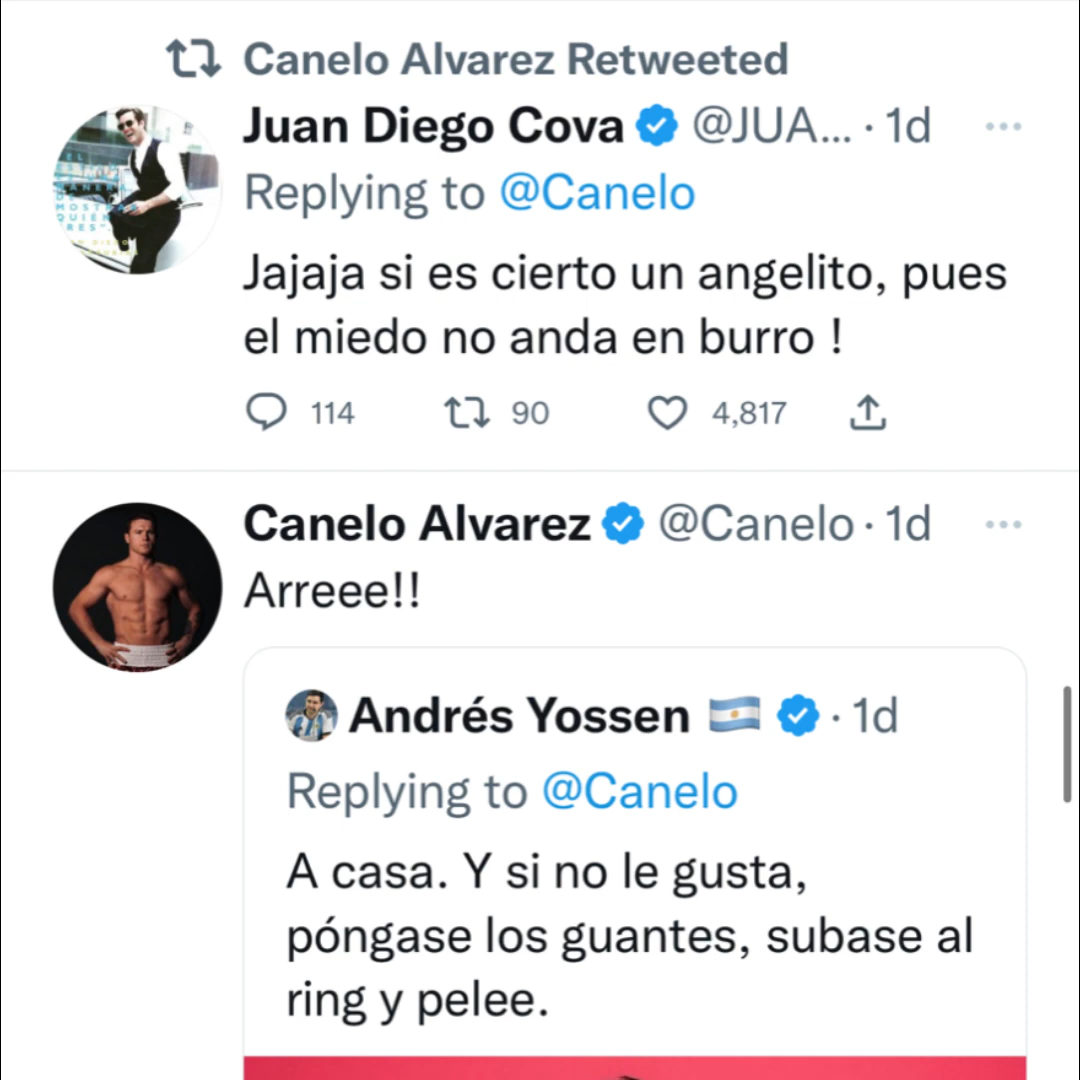 Canelo Alvarez Retweeted
Juan Diego Cova @JUA... · 1d
Replying to @Canelo
Jajaja si es cierto un angelito, pues
el miedo no anda en burro !
114 90 4,817
Canelo Alvarez @Canelo · 1d
Arreee!!
Andrés Yossen 🇦🇷 · 1d
Replying to @Canelo
A casa. Y si no le gusta,
póngase los guantes, subase al
ring y pelee.